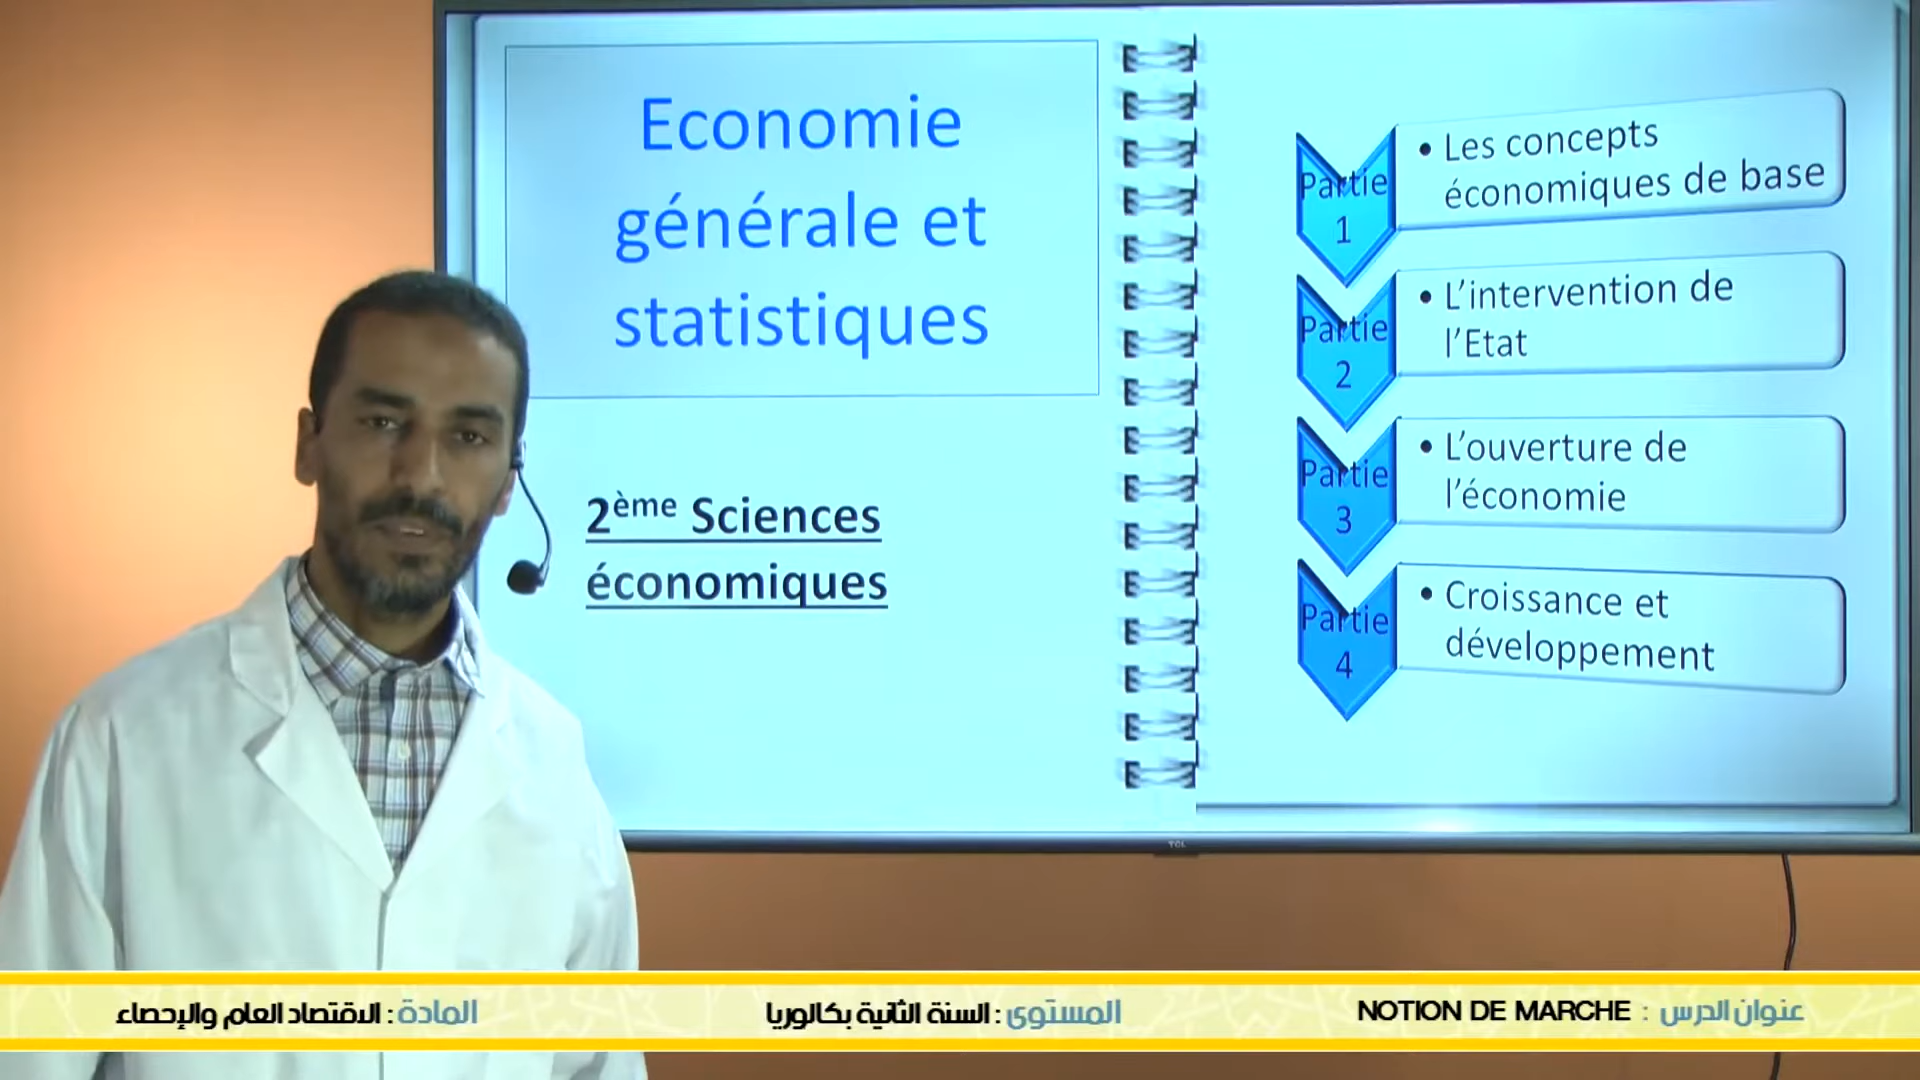 Economie
générale et
statistiques
2ème Sciences
économiques
Partie
1
• Les concepts
économiques de base
Partie
2
• L’intervention de
l’Etat
Partie
3
• L’ouverture de
l’économie
Partie
4
• Croissance et
développement
TCL
عنوان الدرس : NOTION DE MARCHE
المستوى : السنة الثانية بكالوريا
المادة : الاقتصاد العام والإحصاء